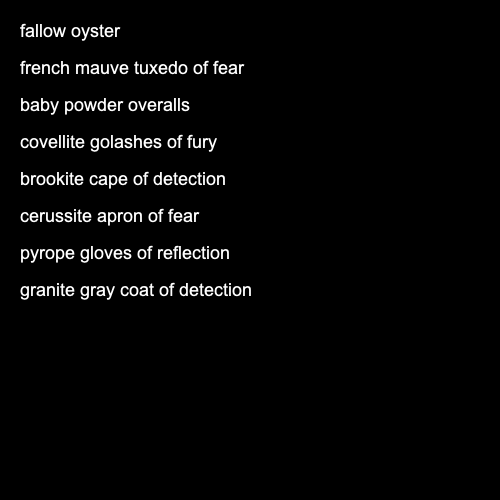 fallow oyster
french mauve tuxedo of fear
baby powder overalls
covellite golashes of fury
brookite cape of detection
cerussite apron of fear
pyrope gloves of reflection
granite gray coat of detection